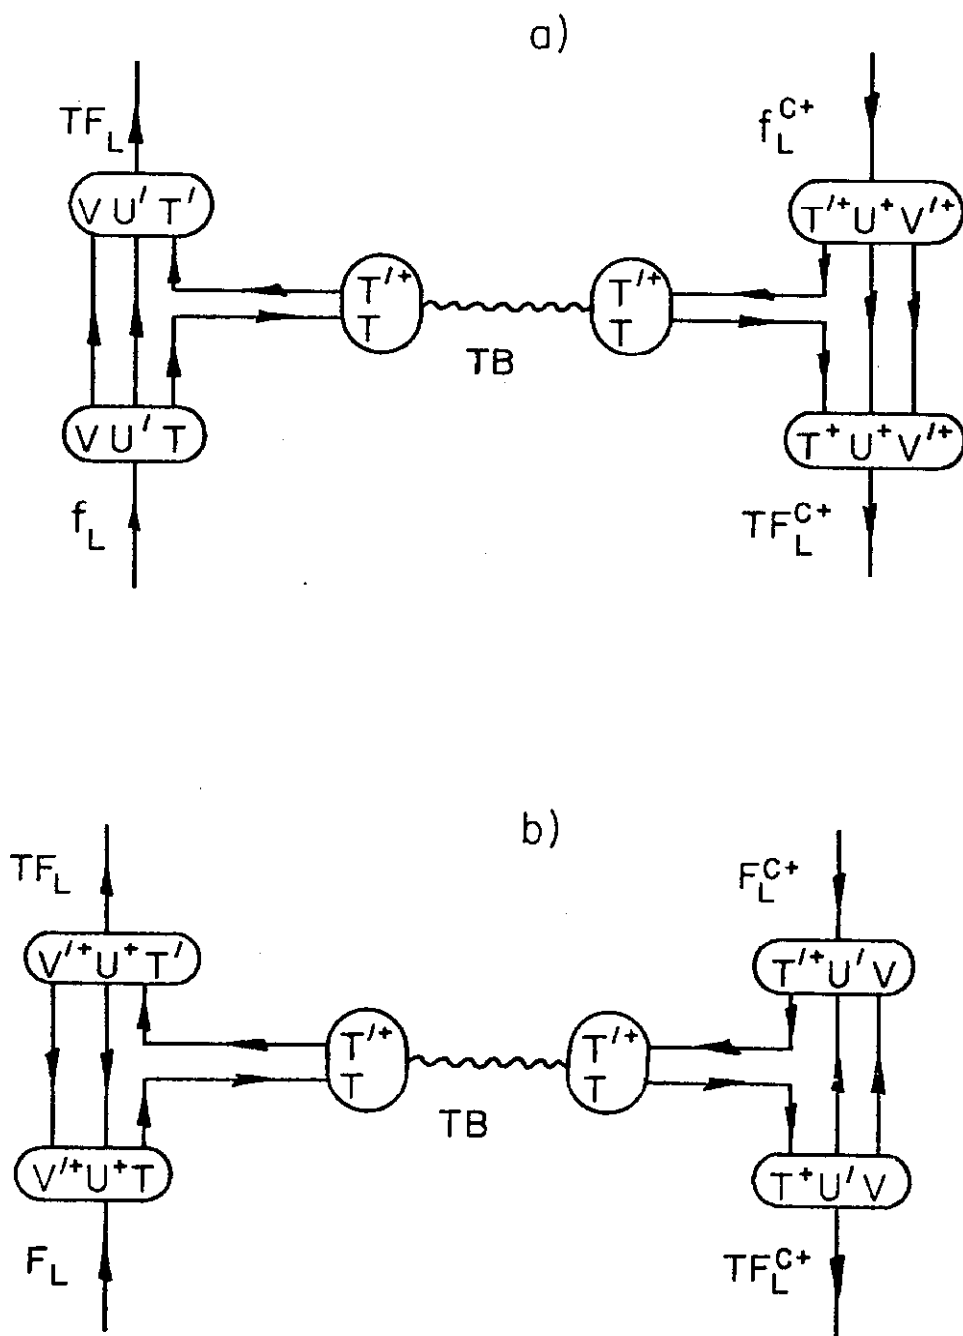 a)
TF_L
f_L^{C+}
V U′ T′
T′⁺ U⁺ V′⁺
T′⁺
T
T′⁺
T
TB
V U′ T
T⁺ U⁺ V′⁺
f_L
TF_L^{C+}
b)
TF_L
F_L^{C+}
V′⁺ U⁺ T′
T′⁺ U′ V
T′⁺
T
T′⁺
T
TB
V′⁺ U⁺ T
T⁺ U′ V
F_L
TF_L^{C+}